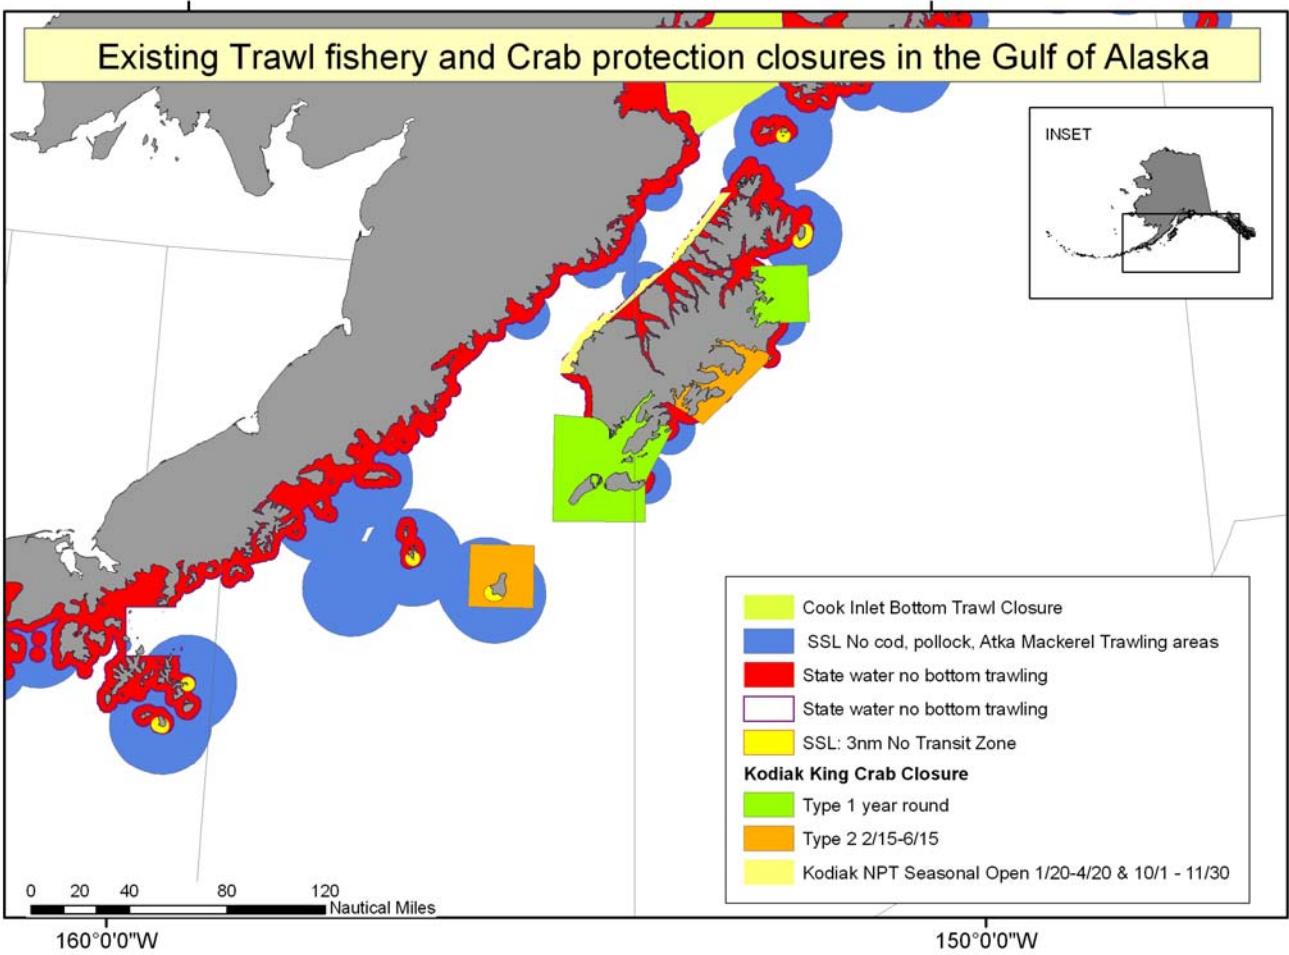 Existing Trawl fishery and Crab protection closures in the Gulf of Alaska
INSET
Cook Inlet Bottom Trawl Closure
SSL No cod, pollock, Atka Mackerel Trawling areas
State water no bottom trawling
State water no bottom trawling
SSL: 3nm No Transit Zone
Kodiak King Crab Closure
Type 1 year round
Type 2 2/15-6/15
Kodiak NPT Seasonal Open 1/20-4/20 & 10/1 - 11/30
0 20 40 80 120
Nautical Miles
160°0'0"W 150°0'0"W